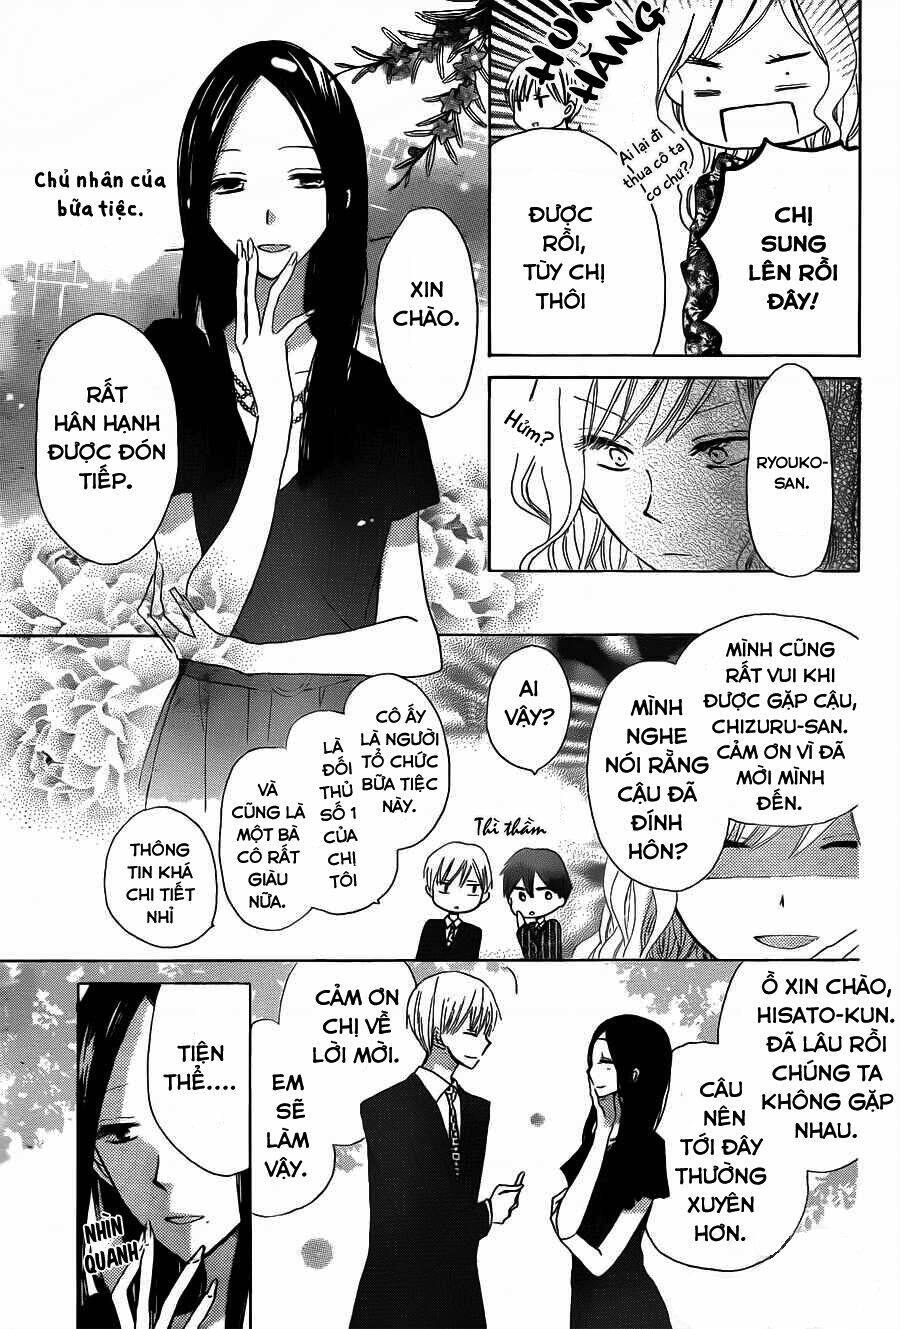 HUNG
HĂNG
CHỊ
SUNG
LÊN RỒI
ĐÂY!
Ai lại đi
thua cô ta
cơ chứ?
ĐƯỢC
RỒI,
TÙY CHỊ
THÔI
RYOUKO-
SAN.
Hửm?
Chủ nhân của
bữa tiệc.
XIN
CHÀO.
RẤT
HÂN HẠNH
ĐƯỢC ĐÓN
TIẾP.
MÌNH CŨNG
RẤT VUI KHI
ĐƯỢC GẶP CẬU,
CHIZURU-SAN.
CẢM ƠN VÌ ĐÃ
MỜI MÌNH
ĐẾN.
MÌNH
NGHE
NÓI RẰNG
CẬU ĐÃ
ĐÍNH
HÔN?
AI
VẬY?
Thì thầm
CÔ ẤY
LÀ NGƯỜI
TỔ CHỨC
BỮA TIỆC
NÀY.
LÀ
ĐỐI
THỦ
SỐ 1
CỦA
CHỊ
TÔI
VÀ
CŨNG LÀ
MỘT BÀ
CÔ RẤT
GIÀU
NỮA.
THÔNG
TIN KHÁ
CHI TIẾT
NHỈ
Ồ XIN CHÀO,
HISATO-KUN.
ĐÃ LÂU RỒI
CHÚNG TA
KHÔNG GẶP
NHAU.
CÂU
NÊN
TỚI ĐÂY
THƯỜNG
XUYÊN
HƠN.
CẢM ƠN
CHỊ VỀ
LỜI MỜI.
EM
SẼ
LÀM
VẬY.
TIỆN
THỂ....
NHÌN
QUANH